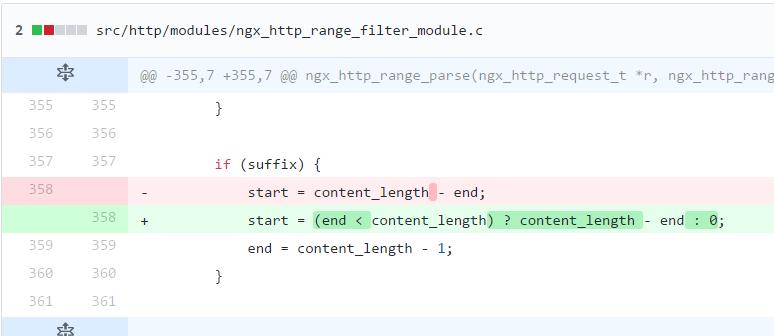 2 src/http/modules/ngx_http_range_filter_module.c
@@ -355,7 +355,7 @@ ngx_http_range_parse(ngx_http_request_t *r, ngx_http_rang
355 355 }
356 356
357 357 if (suffix) {
358 - start = content_length - end;
358 + start = (end < content_length) ? content_length - end : 0;
359 359 end = content_length - 1;
360 360 }
361 361